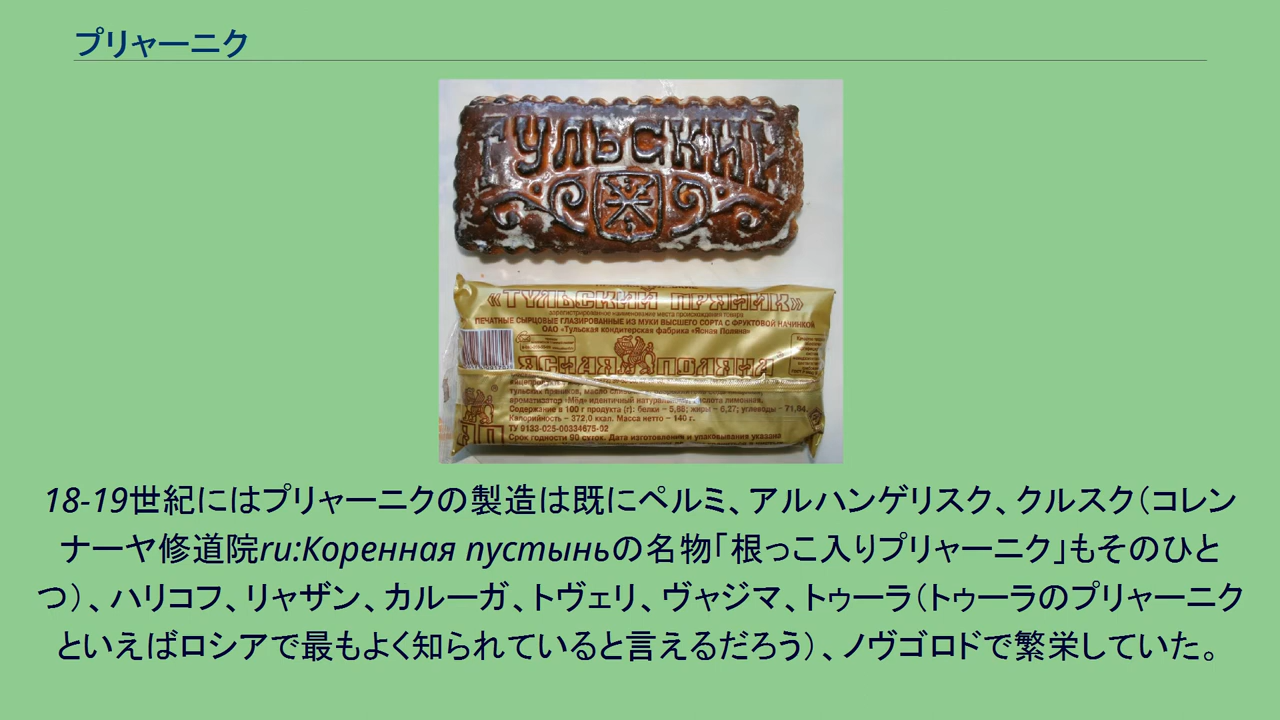 プリャーニク
ТУЛЬСКИЙ
«ТУЛЬСКИЙ ПРЯНИК»
зарегистрированное наименование места происхождения товара
ПЕЧАТНЫЕ СЫРЦОВЫЕ ГЛАЗИРОВАННЫЕ ИЗ МУКИ ВЫСШЕГО СОРТА С ФРУКТОВОЙ НАЧИНКОЙ
ОАО «Тульская кондитерская фабрика «Ясная Поляна»
ЯСНАЯ ПОЛЯНА
ароматизатор «Мёд» идентичный лимонная.
Содержание в 100 г продукта (г): белки – 5,86; жиры – 6,27; углеводы – 71,04.
Калорийность – 372,0 ккал. Масса нетто – 140 г.
ТУ 9133-025-00334675-02
Срок годности 90 суток. Дата изготовления и упаковывания указана
18-19世紀にはプリャーニクの製造は既にペルミ、アルハンゲリスク、クルスク（コレン
ナーヤ修道院ru:Коренная пустыньの名物「根っこ入りプリャーニク」もそのひと
つ）、ハリコフ、リャザン、カルーガ、トヴェリ、ヴャジマ、トゥーラ（トゥーラのプリャーニク
といえばロシアで最もよく知られていると言えるだろう）、ノヴゴロドで繁栄していた。